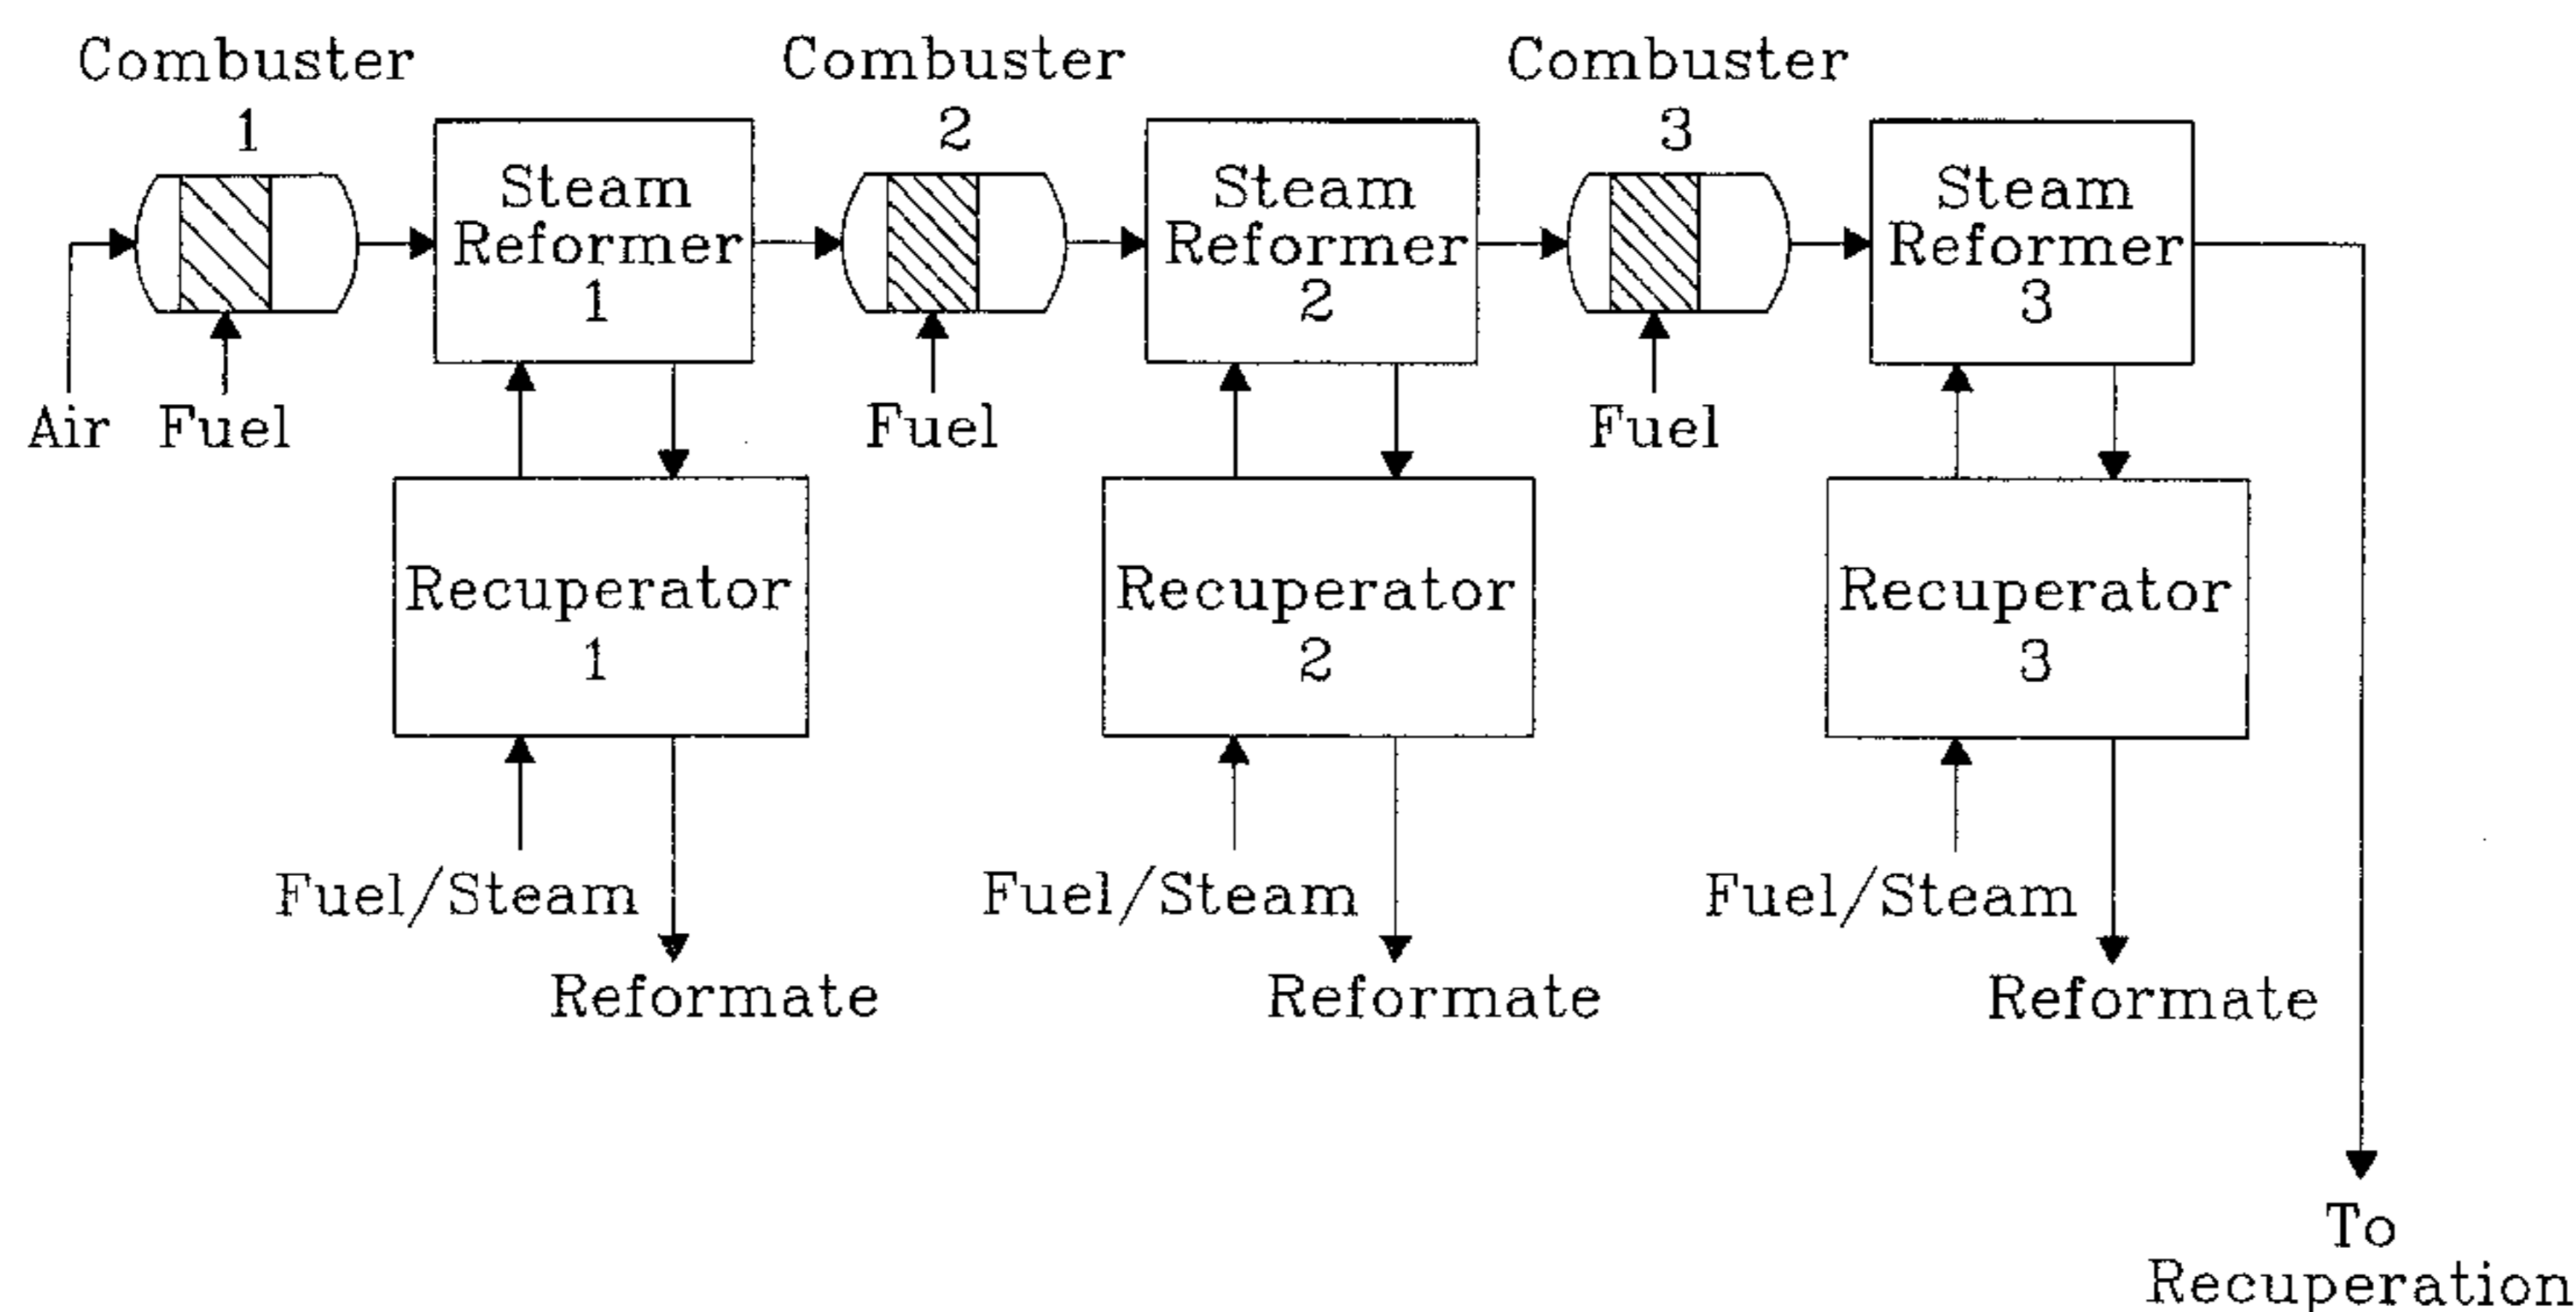 Combuster
1
Combuster
2
Combuster
3
Steam
Reformer
1
Steam
Reformer
2
Steam
Reformer
3
Air
Fuel
Fuel
Fuel
Recuperator
1
Recuperator
2
Recuperator
3
Fuel/Steam
Fuel/Steam
Fuel/Steam
Reformate
Reformate
Reformate
To
Recuperation